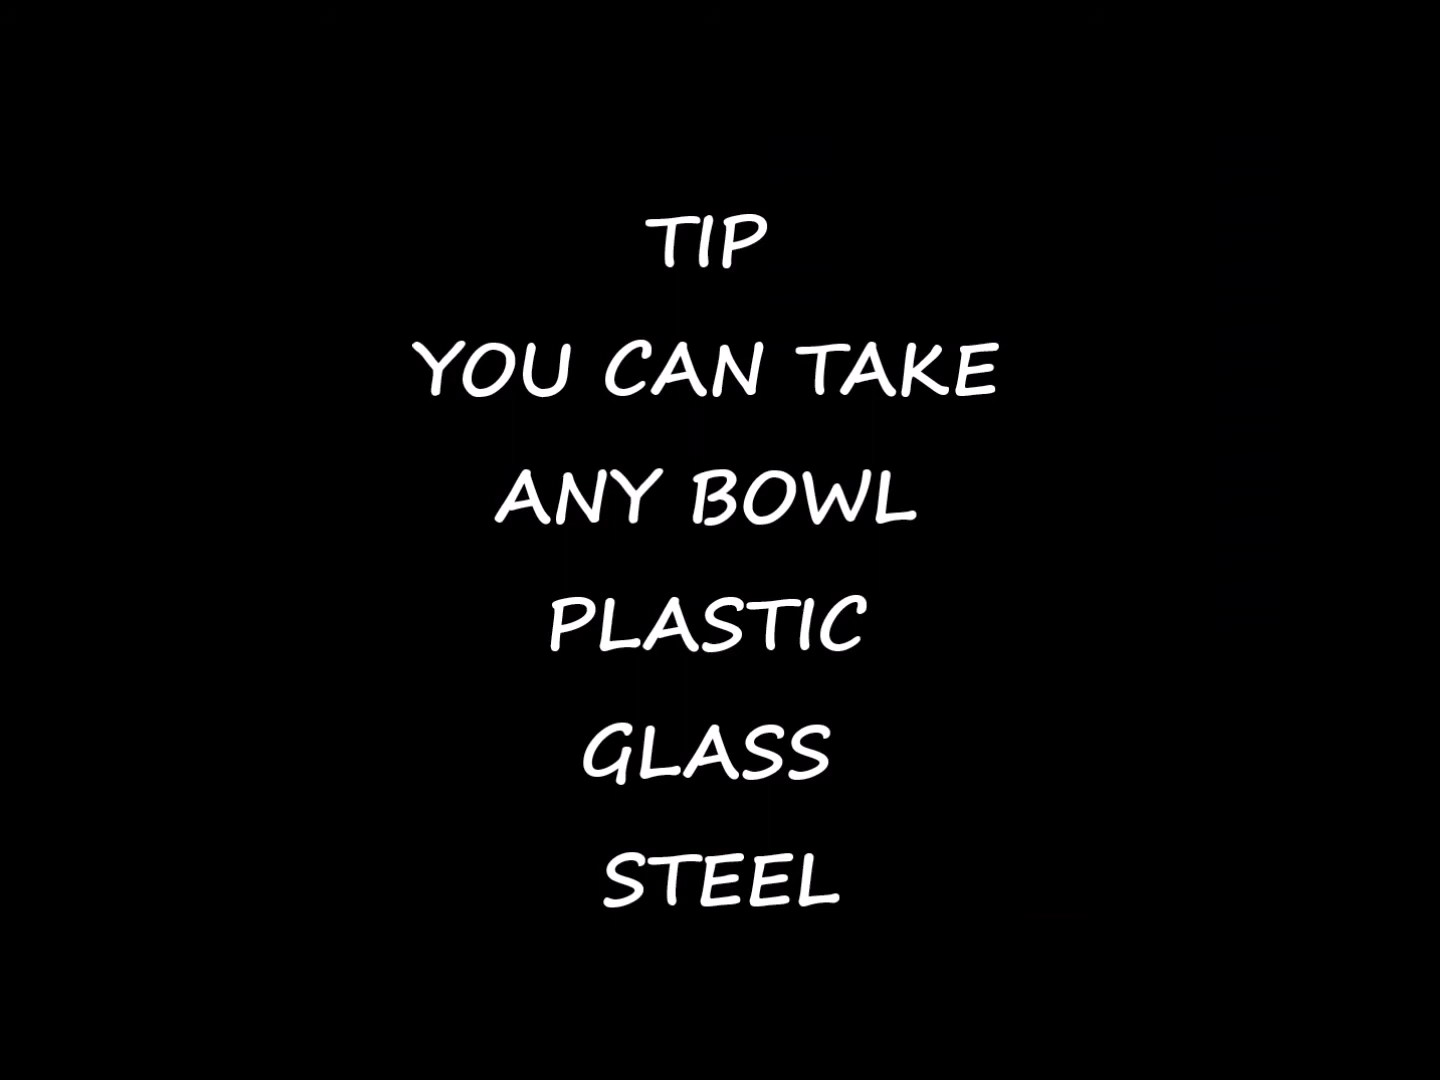 TIP
YOU CAN TAKE
ANY BOWL
PLASTIC
GLASS
STEEL